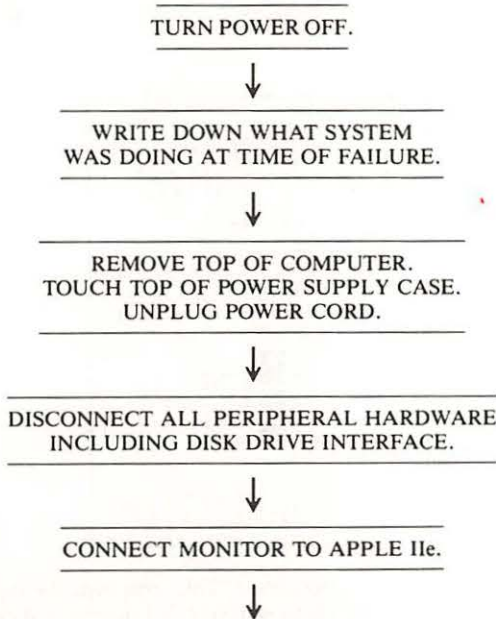 TURN POWER OFF.
WRITE DOWN WHAT SYSTEM
WAS DOING AT TIME OF FAILURE.
REMOVE TOP OF COMPUTER.
TOUCH TOP OF POWER SUPPLY CASE.
UNPLUG POWER CORD.
DISCONNECT ALL PERIPHERAL HARDWARE
INCLUDING DISK DRIVE INTERFACE.
CONNECT MONITOR TO APPLE IIe.